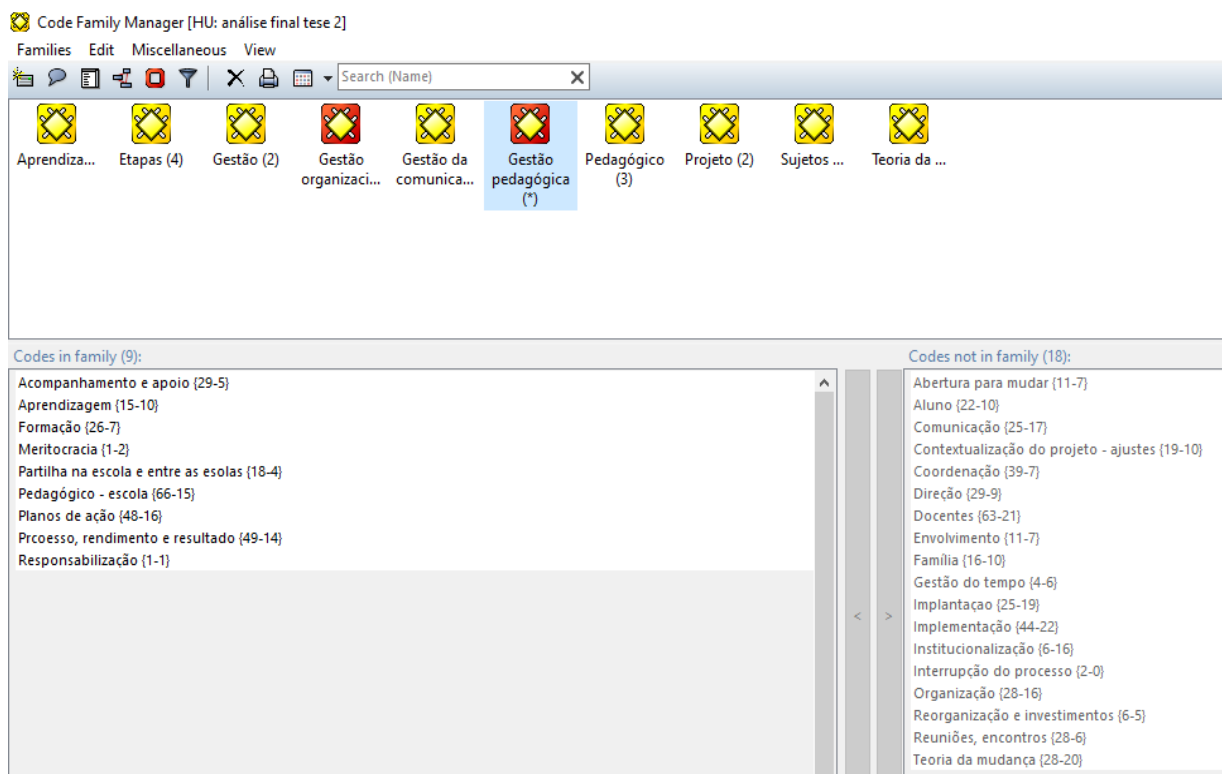 Code Family Manager [HU: análise final tese 2]
Families Edit Miscellaneous View
Search (Name)
Aprendiza...
Etapas (4)
Gestão (2)
Gestão
organizaci...
Gestão da
comunica...
Gestão
pedagógica
(*)
Pedagógico
(3)
Projeto (2)
Sujetos ...
Teoria da ...
Codes in family (9):
Acompanhamento e apoio {29-5}
Aprendizagem {15-10}
Formação {26-7}
Meritocracia {1-2}
Partilha na escola e entre as esolas {18-4}
Pedagógico - escola {66-15}
Planos de ação {48-16}
Prcoesso, rendimento e resultado {49-14}
Responsabilização {1-1}
< >
Codes not in family (18):
Abertura para mudar {11-7}
Aluno {22-10}
Comunicação {25-17}
Contextualização do projeto - ajustes {19-10}
Coordenação {39-7}
Direção {29-9}
Docentes {63-21}
Envolvimento {11-7}
Família {16-10}
Gestão do tempo {4-6}
Implantaçao {25-19}
Implementação {44-22}
Institucionalização {6-16}
Interrupção do processo {2-0}
Organização {28-16}
Reorganização e investimentos {6-5}
Reuniões, encontros {28-6}
Teoria da mudança {28-20}